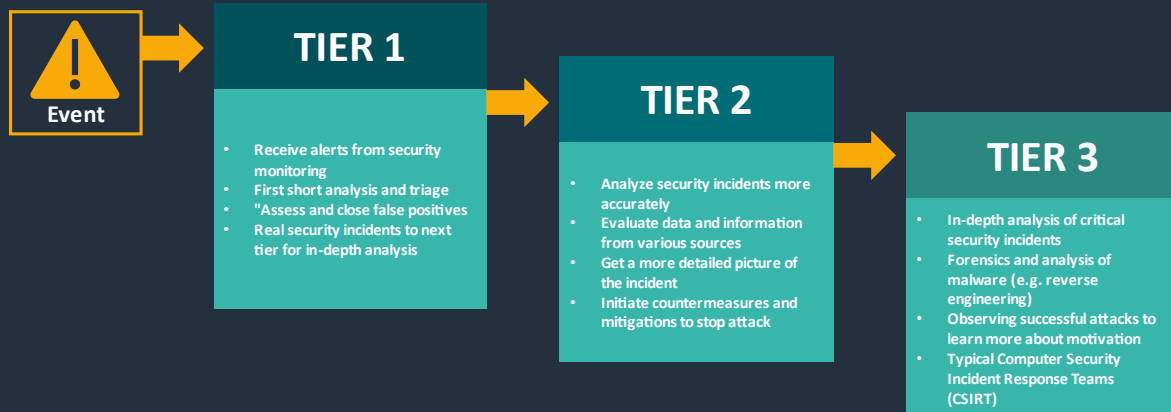 Event
TIER 1
• Receive alerts from security
monitoring
• First short analysis and triage
• "Assess and close false positives
• Real security incidents to next
tier for in-depth analysis
TIER 2
• Analyze security incidents more
accurately
• Evaluate data and information
from various sources
• Get a more detailed picture of
the incident
• Initiate countermeasures and
mitigations to stop attack
TIER 3
• In-depth analysis of critical
security incidents
• Forensics and analysis of
malware (e.g. reverse
engineering)
• Observing successful attacks to
learn more about motivation
• Typical Computer Security
Incident Response Teams
(CSIRT)